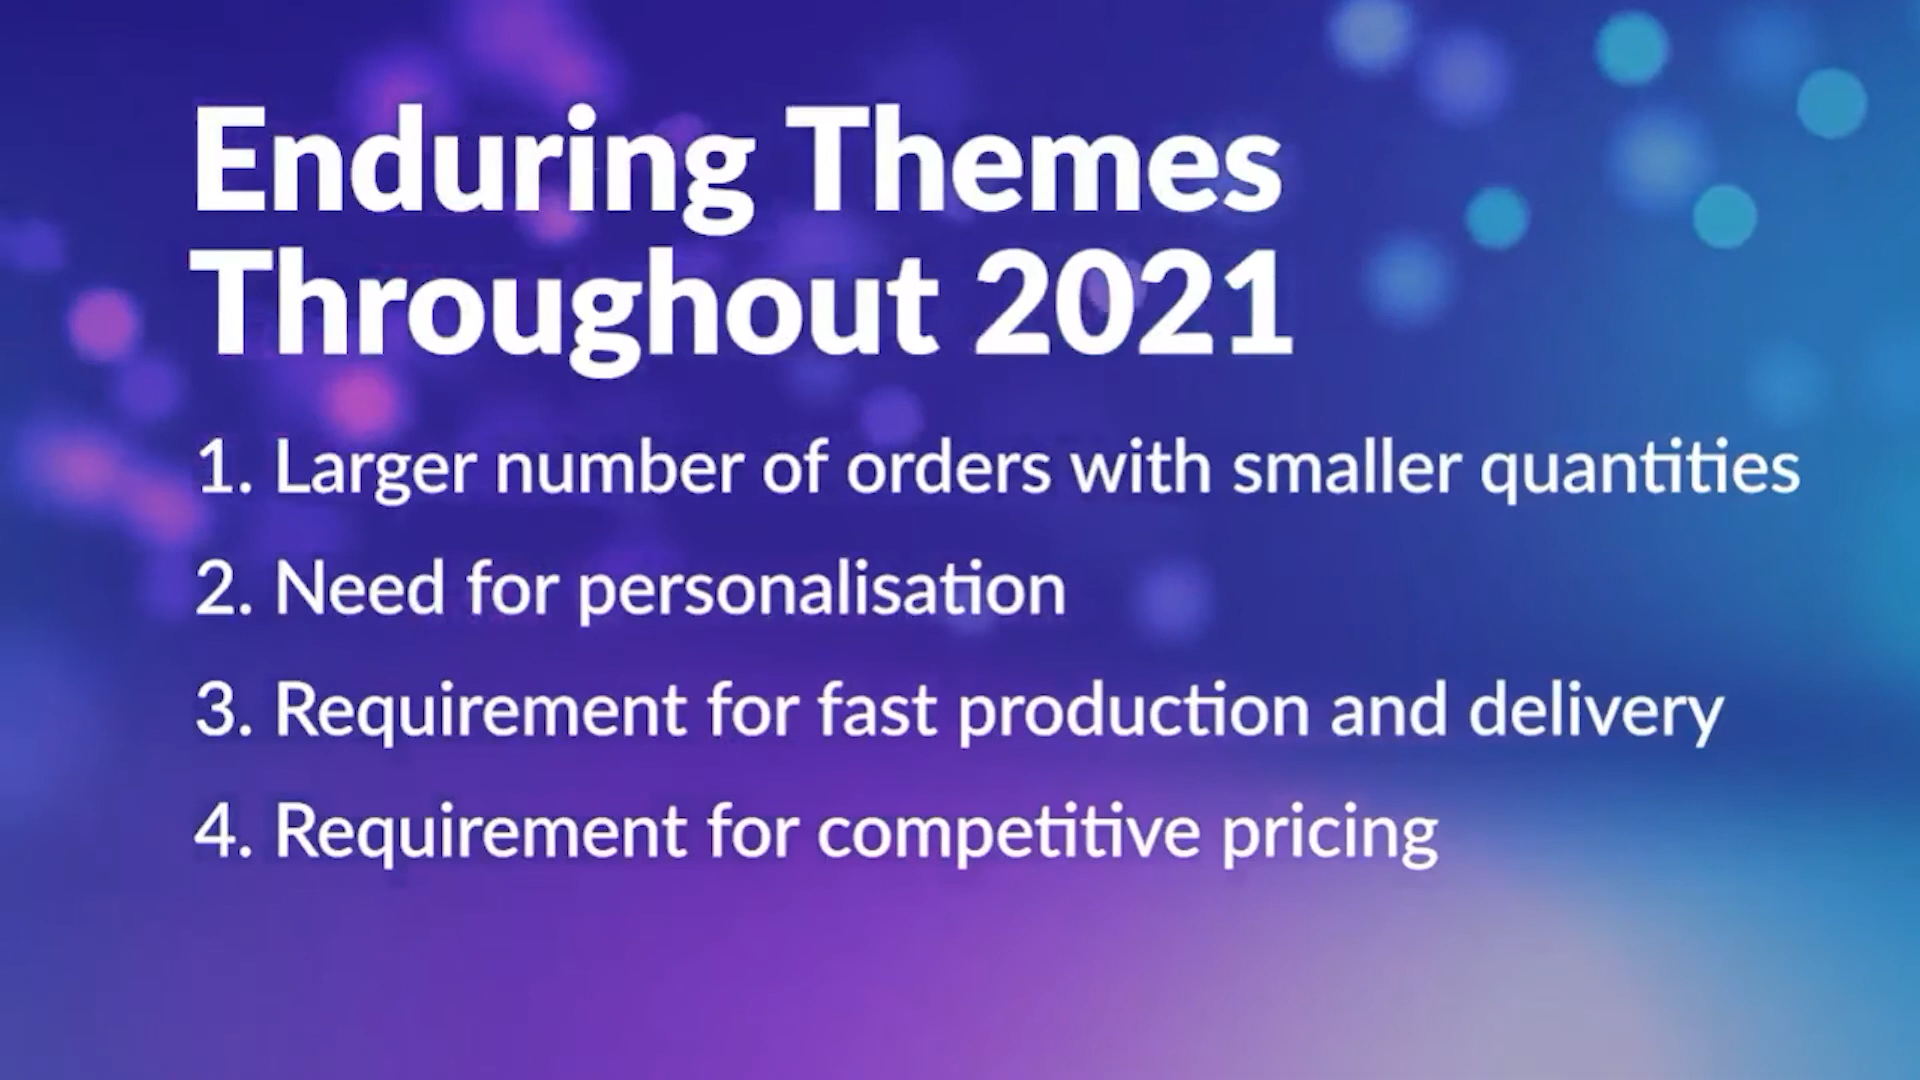 Enduring Themes
Throughout 2021
1. Larger number of orders with smaller quantities
2. Need for personalisation
3. Requirement for fast production and delivery
4. Requirement for competitive pricing